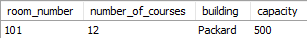 room_number number_of_courses building capacity
101 12 Packard 500